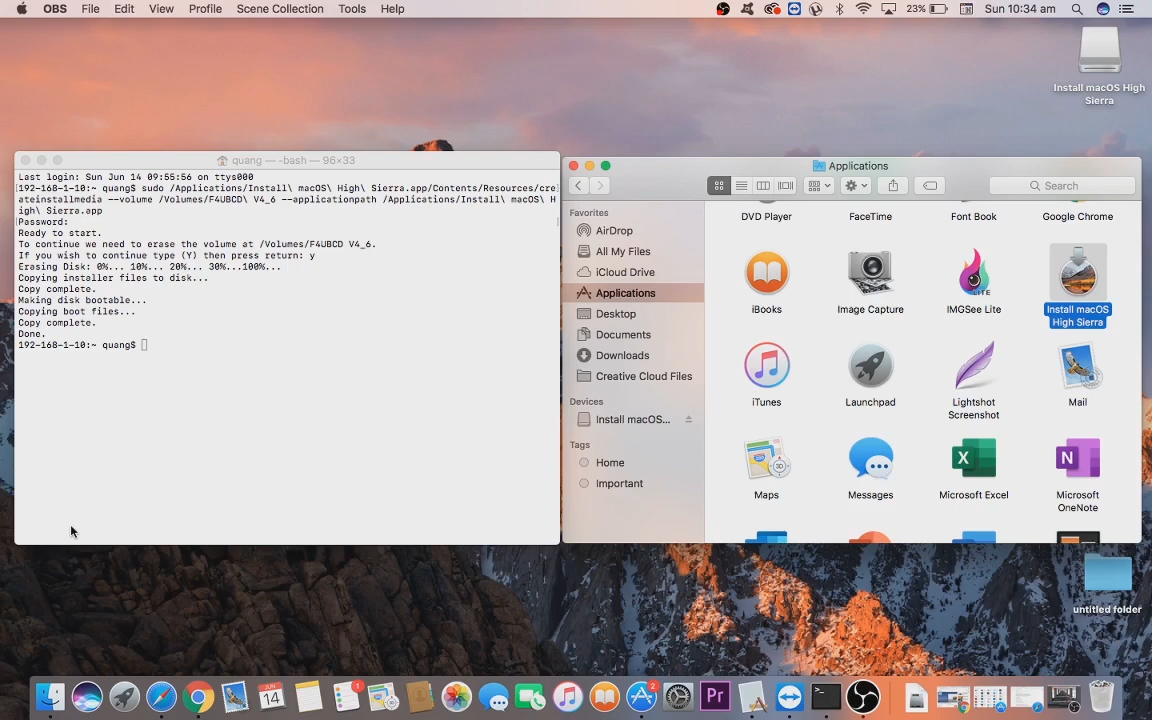 OBS File Edit View Profile Scene Collection Tools Help 23% Sun 10:34 am
Install macOS High
Sierra
quang — -bash — 96×33
Last login: Sun Jun 14 09:55:56 on ttys000
[192-168-1-10:~ quang$ sudo /Applications/Install\ macOS\ High\ Sierra.app/Contents/Resources/cre]
ateinstallmedia --volume /Volumes/F4UBCD\ V4_6 --applicationpath /Applications/Install\ macOS\ H
igh\ Sierra.app
[Password:
Ready to start.
To continue we need to erase the volume at /Volumes/F4UBCD V4_6.
If you wish to continue type (Y) then press return: y
Erasing Disk: 0%... 10%... 20%... 30%...100%...
Copying installer files to disk...
Copy complete.
Making disk bootable...
Copying boot files...
Copy complete.
Done.
192-168-1-10:~ quang$
Applications
Search
Favorites
AirDrop
All My Files
iCloud Drive
Applications
Desktop
Documents
Downloads
Creative Cloud Files
Devices
Install macOS...
Tags
Home
Important
DVD Player FaceTime Font Book Google Chrome
LITE
iBooks Image Capture IMGSee Lite Install macOS
High Sierra
iTunes Launchpad Lightshot
Screenshot Mail
3D X N
Maps Messages Microsoft Excel Microsoft
OneNote
untitled folder
JUN
14
1
2
Pr